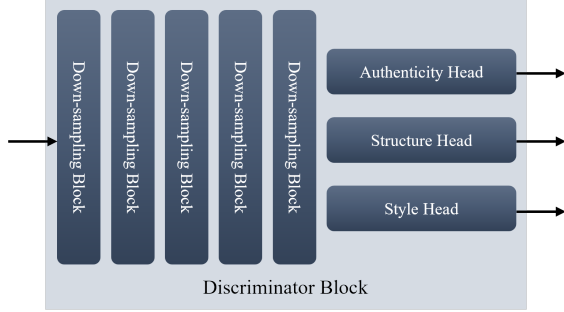 Down-sampling Block
Down-sampling Block
Down-sampling Block
Down-sampling Block
Down-sampling Block
Authenticity Head
Structure Head
Style Head
Discriminator Block